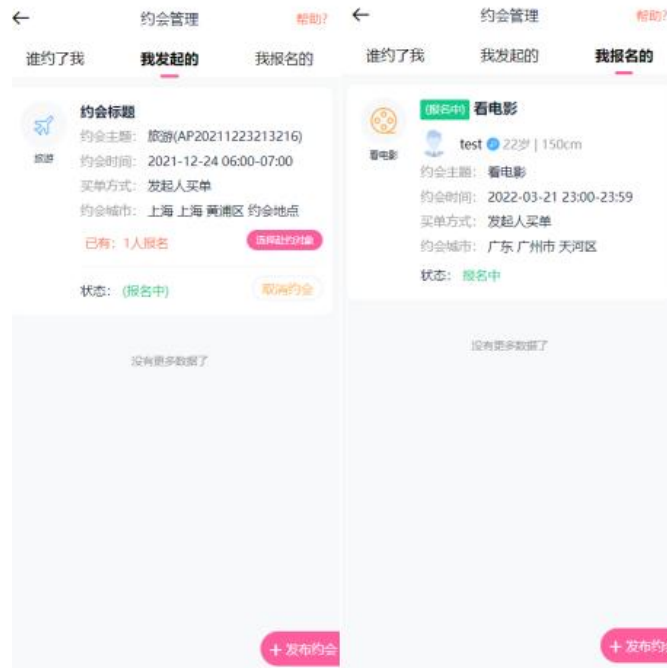 约会管理
帮助?
谁约了我
我发起的
我报名的
约会标题
旅游
约会主题: 旅游(AP20211223213216)
约会时间: 2021-12-24 06:00-07:00
买单方式: 发起人买单
约会城市: 上海 上海 黄浦区 约会地点
已有: 1人报名
选择赴约对象
状态: (报名中)
取消约会
没有更多数据了
+ 发布约会
约会管理
帮助?
谁约了我
我发起的
我报名的
(报名中) 看电影
看电影
test 22岁 | 150cm
约会主题: 看电影
约会时间: 2022-03-21 23:00-23:59
买单方式: 发起人买单
约会城市: 广东 广州市 天河区
状态: 报名中
没有更多数据了
+ 发布约